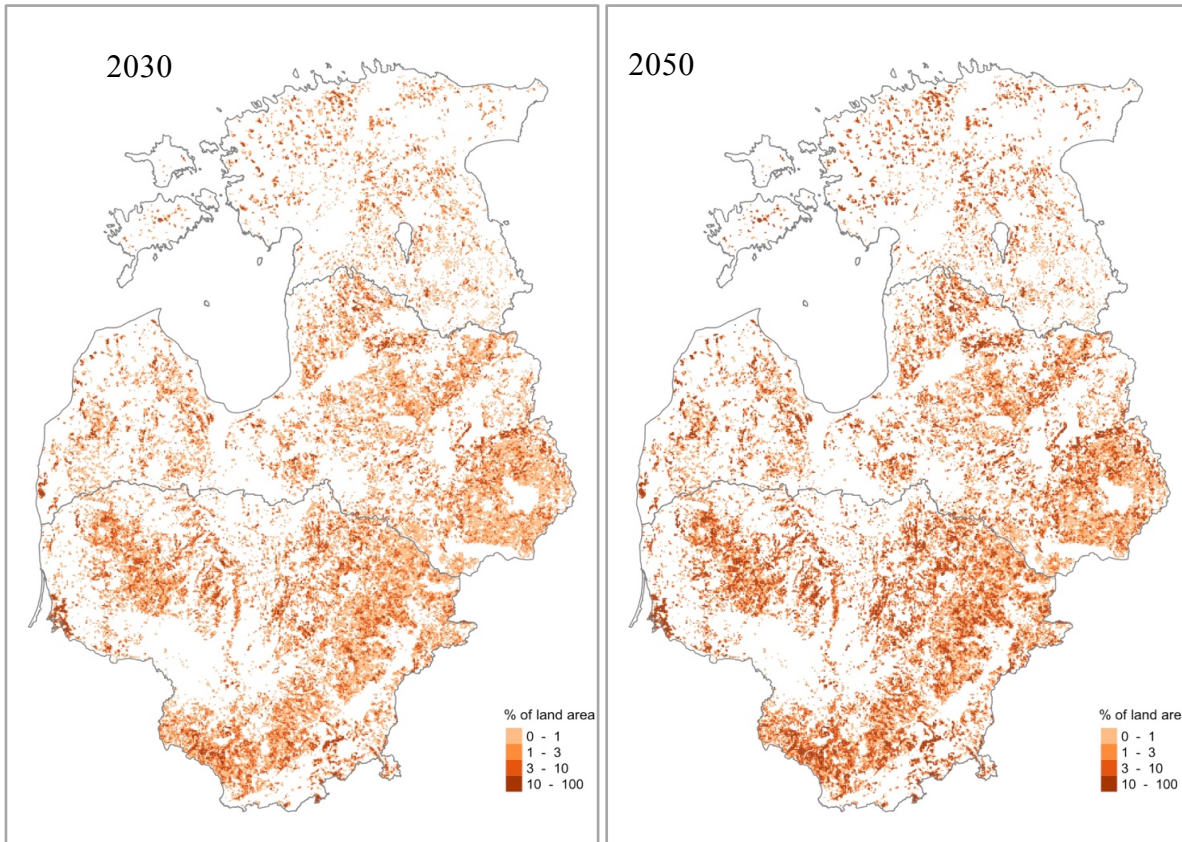 2030
% of land area
0 - 1
1 - 3
3 - 10
10 - 100
2050
% of land are
0 - 1
1 - 3
3 - 10
10 - 100